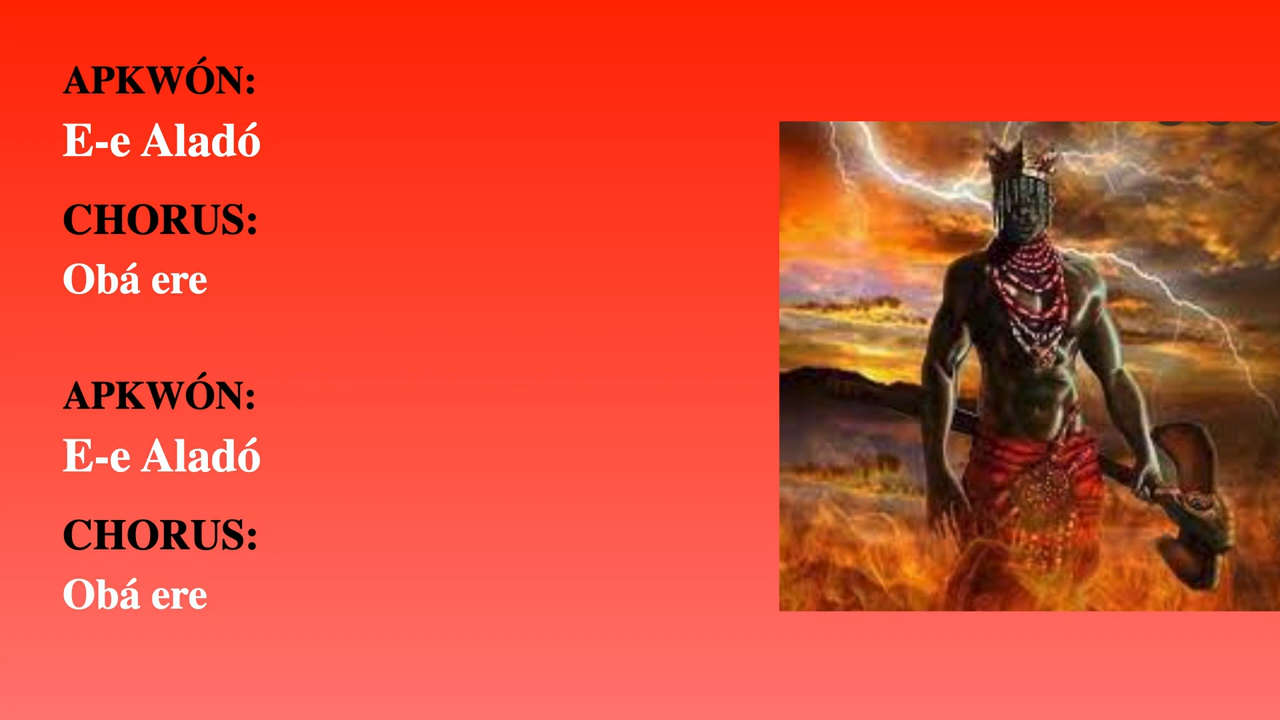 APKWÓN:
E-e Aladó
CHORUS:
Obá ere
APKWÓN:
E-e Aladó
CHORUS:
Obá ere